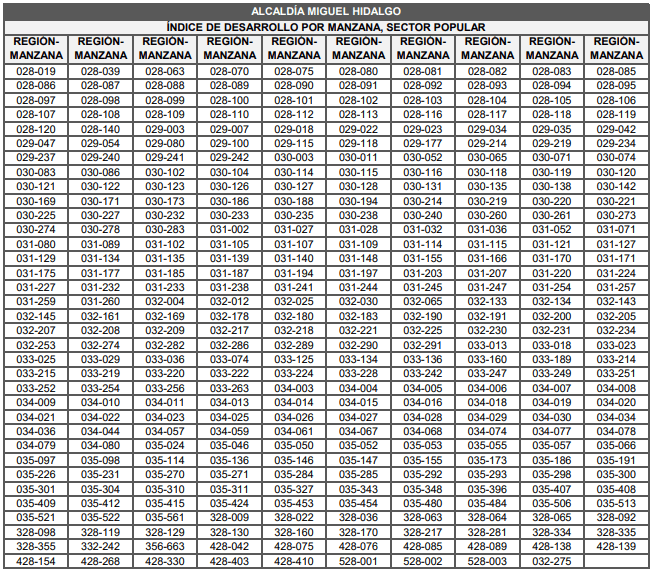 ALCALDÍA MIGUEL HIDALGO
ÍNDICE DE DESARROLLO POR MANZANA, SECTOR POPULAR
REGIÓN- REGIÓN- REGIÓN- REGIÓN- REGIÓN- REGIÓN- REGIÓN- REGIÓN- REGIÓN- REGIÓN-
MANZANA MANZANA MANZANA MANZANA MANZANA MANZANA MANZANA MANZANA MANZANA MANZANA
028-019 028-039 028-063 028-070 028-075 028-080 028-081 028-082 028-083 028-085
028-086 028-087 028-088 028-089 028-090 028-091 028-092 028-093 028-094 028-095
028-097 028-098 028-099 028-100 028-101 028-102 028-103 028-104 028-105 028-106
028-107 028-108 028-109 028-110 028-112 028-113 028-116 028-117 028-118 028-119
028-120 028-140 029-003 029-007 029-018 029-022 029-023 029-034 029-035 029-042
029-047 029-054 029-080 029-100 029-115 029-118 029-177 029-214 029-219 029-234
029-237 029-240 029-241 029-242 030-003 030-011 030-052 030-065 030-071 030-074
030-083 030-086 030-102 030-104 030-114 030-115 030-116 030-118 030-119 030-120
030-121 030-122 030-123 030-126 030-127 030-128 030-131 030-135 030-138 030-142
030-169 030-171 030-173 030-186 030-188 030-194 030-214 030-219 030-220 030-221
030-225 030-227 030-232 030-233 030-235 030-238 030-240 030-260 030-261 030-273
030-274 030-278 030-283 031-002 031-027 031-028 031-032 031-036 031-052 031-071
031-080 031-089 031-102 031-105 031-107 031-109 031-114 031-115 031-121 031-127
031-129 031-134 031-135 031-139 031-140 031-148 031-155 031-166 031-170 031-171
031-175 031-177 031-185 031-187 031-194 031-197 031-203 031-207 031-220 031-224
031-227 031-232 031-233 031-238 031-241 031-244 031-245 031-247 031-254 031-257
031-259 031-260 032-004 032-012 032-025 032-030 032-065 032-133 032-134 032-143
032-145 032-161 032-169 032-178 032-180 032-183 032-190 032-191 032-200 032-205
032-207 032-208 032-209 032-217 032-218 032-221 032-225 032-230 032-231 032-234
032-253 032-274 032-282 032-286 032-289 032-290 032-291 033-013 033-018 033-023
033-025 033-029 033-036 033-074 033-125 033-134 033-136 033-160 033-189 033-214
033-215 033-219 033-220 033-222 033-224 033-228 033-242 033-247 033-249 033-251
033-252 033-254 033-256 033-263 034-003 034-004 034-005 034-006 034-007 034-008
034-009 034-010 034-011 034-013 034-014 034-015 034-016 034-018 034-019 034-020
034-021 034-022 034-023 034-025 034-026 034-027 034-028 034-029 034-030 034-034
034-036 034-044 034-057 034-059 034-061 034-067 034-068 034-074 034-077 034-078
034-079 034-080 035-024 035-046 035-050 035-052 035-053 035-055 035-057 035-066
035-097 035-098 035-114 035-136 035-146 035-147 035-155 035-173 035-186 035-191
035-226 035-231 035-270 035-271 035-284 035-285 035-292 035-293 035-298 035-300
035-301 035-304 035-310 035-311 035-327 035-343 035-348 035-396 035-407 035-408
035-409 035-412 035-415 035-424 035-453 035-454 035-480 035-484 035-506 035-513
035-521 035-522 035-561 328-009 328-022 328-038 328-063 328-064 328-065 328-092
328-098 328-119 328-129 328-130 328-160 328-170 328-217 328-281 328-334 328-335
328-355 332-242 356-663 428-042 428-075 428-076 428-085 428-089 428-138 428-139
428-154 428-268 428-330 428-403 428-410 528-001 528-002 528-003 032-275